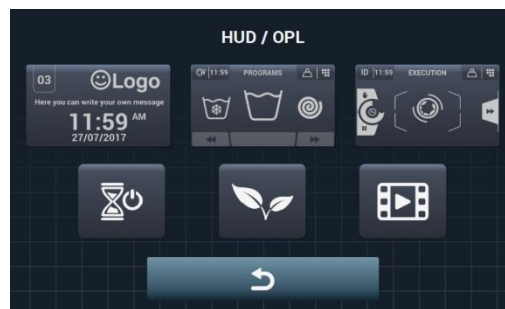 HUD / OPL
03
Logo
Here you can write your own message
11:59 AM
27/07/2017
11:59 PROGRAMS
ID 11:59 EXECUTION